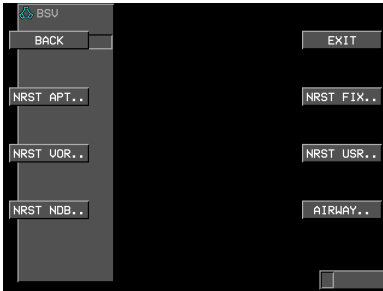 BSV
BACK
EXIT
NRST APT..
NRST FIX..
NRST VOR..
NRST USR..
NRST NDB..
AIRWAY..